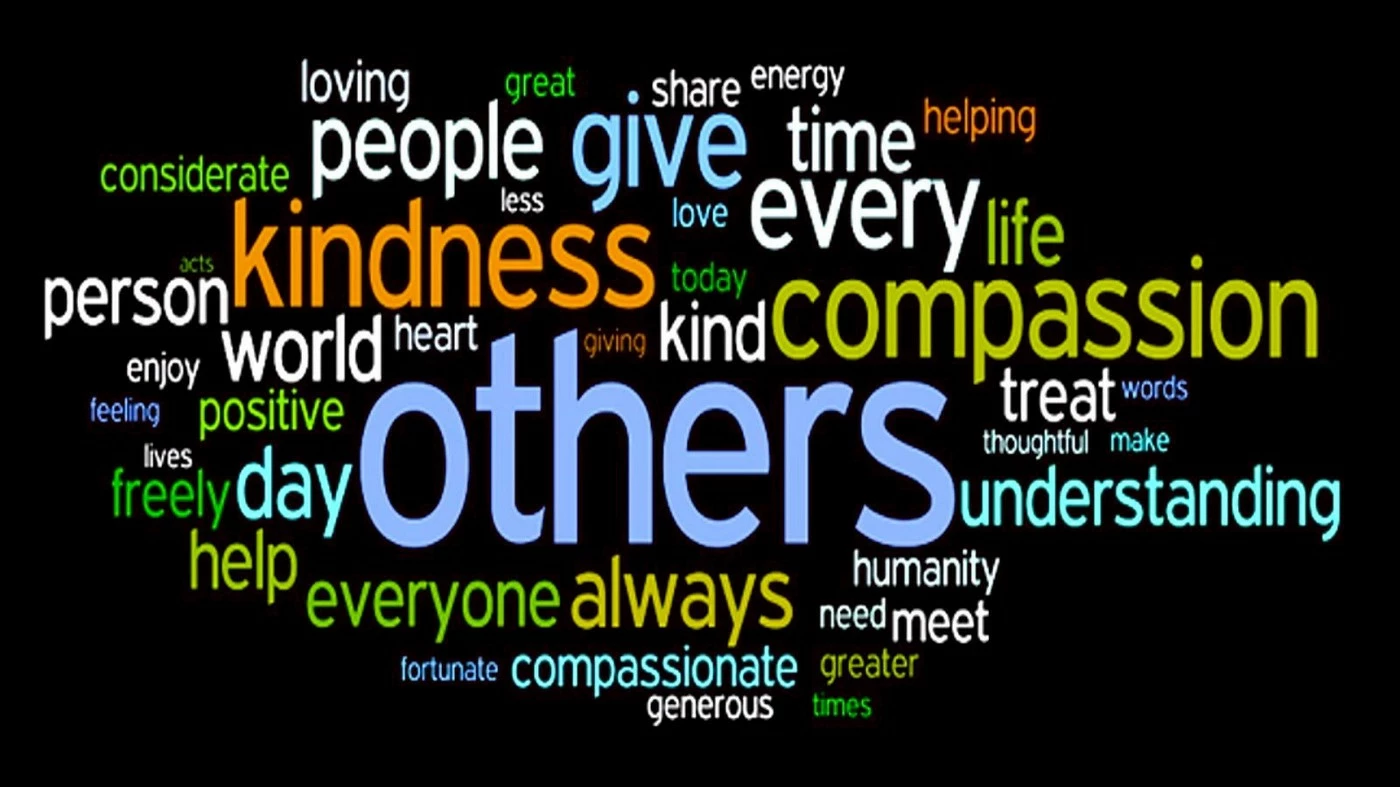 loving great share energy
people give time helping
considerate less love every life
kindness
acts today compassion
person world heart giving kind
enjoy others treat words
feeling positive
lives thoughtful make
freely day understanding
help everyone always humanity
need meet
fortunate compassionate greater
generous times